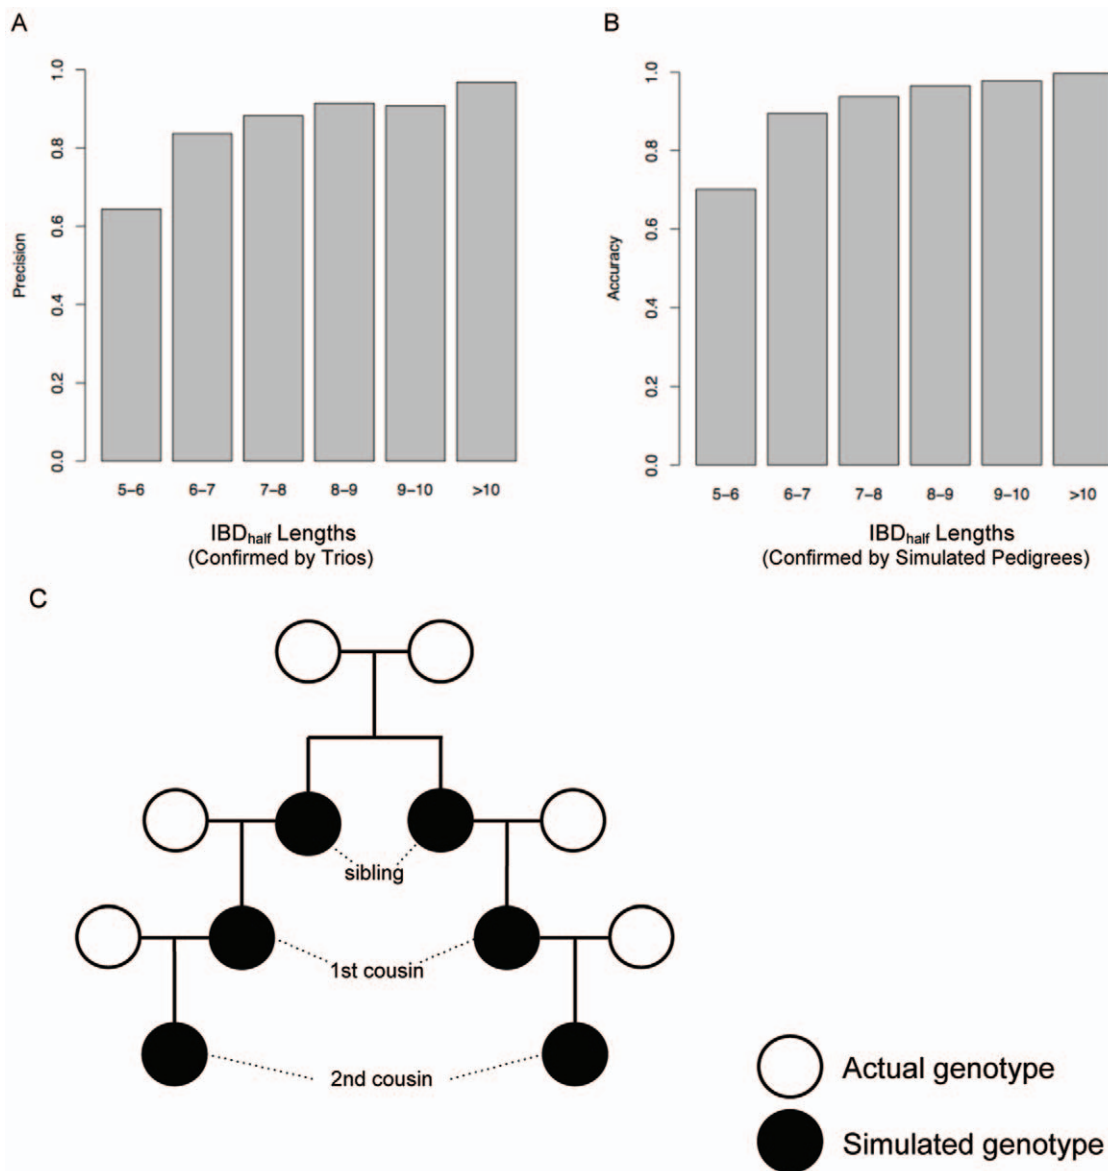 A
Precision
0.0 0.2 0.4 0.6 0.8 1.0
5-6 6-7 7-8 8-9 9-10 >10
IBDhalf Lengths
(Confirmed by Trios)
B
Accuracy
0.0 0.2 0.4 0.6 0.8 1.0
5-6 6-7 7-8 8-9 9-10 >10
IBDhalf Lengths
(Confirmed by Simulated Pedigrees)
C
sibling
1st cousin
2nd cousin
Actual genotype
Simulated genotype